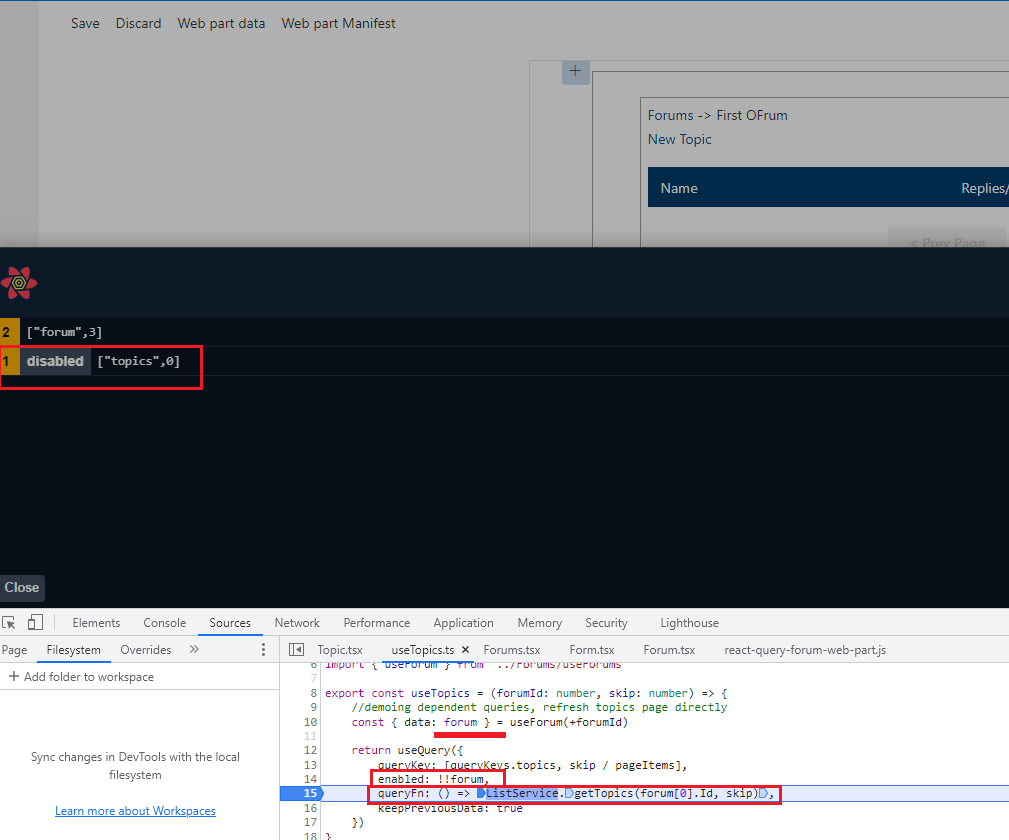 Save Discard Web part data Web part Manifest
+
Forums -> First OFrum
New Topic
Name Replies/
< Prev Page
2 ["forum",3]
1 disabled ["topics",0]
Close
Elements Console Sources Network Performance Application Memory Security Lighthouse
Page Filesystem Overrides »
Topic.tsx useTopics.ts × Forums.tsx Form.tsx Forum.tsx react-query-forum-web-part.js
+ Add folder to workspace
Sync changes in DevTools with the local
filesystem
Learn more about Workspaces
6 import { useForum } from '../Forums/useForums'
7
8 export const useTopics = (forumId: number, skip: number) => {
9 //demoing dependent queries, refresh topics page directly
10 const { data: forum } = useForum(+forumId)
11
12 return useQuery({
13 queryKey: [queryKeys.topics, skip / pageItems],
14 enabled: !!forum,
15 queryFn: () => ListService.getTopics(forum[0].Id, skip),
16 keepPreviousData: true
17 })
18 }